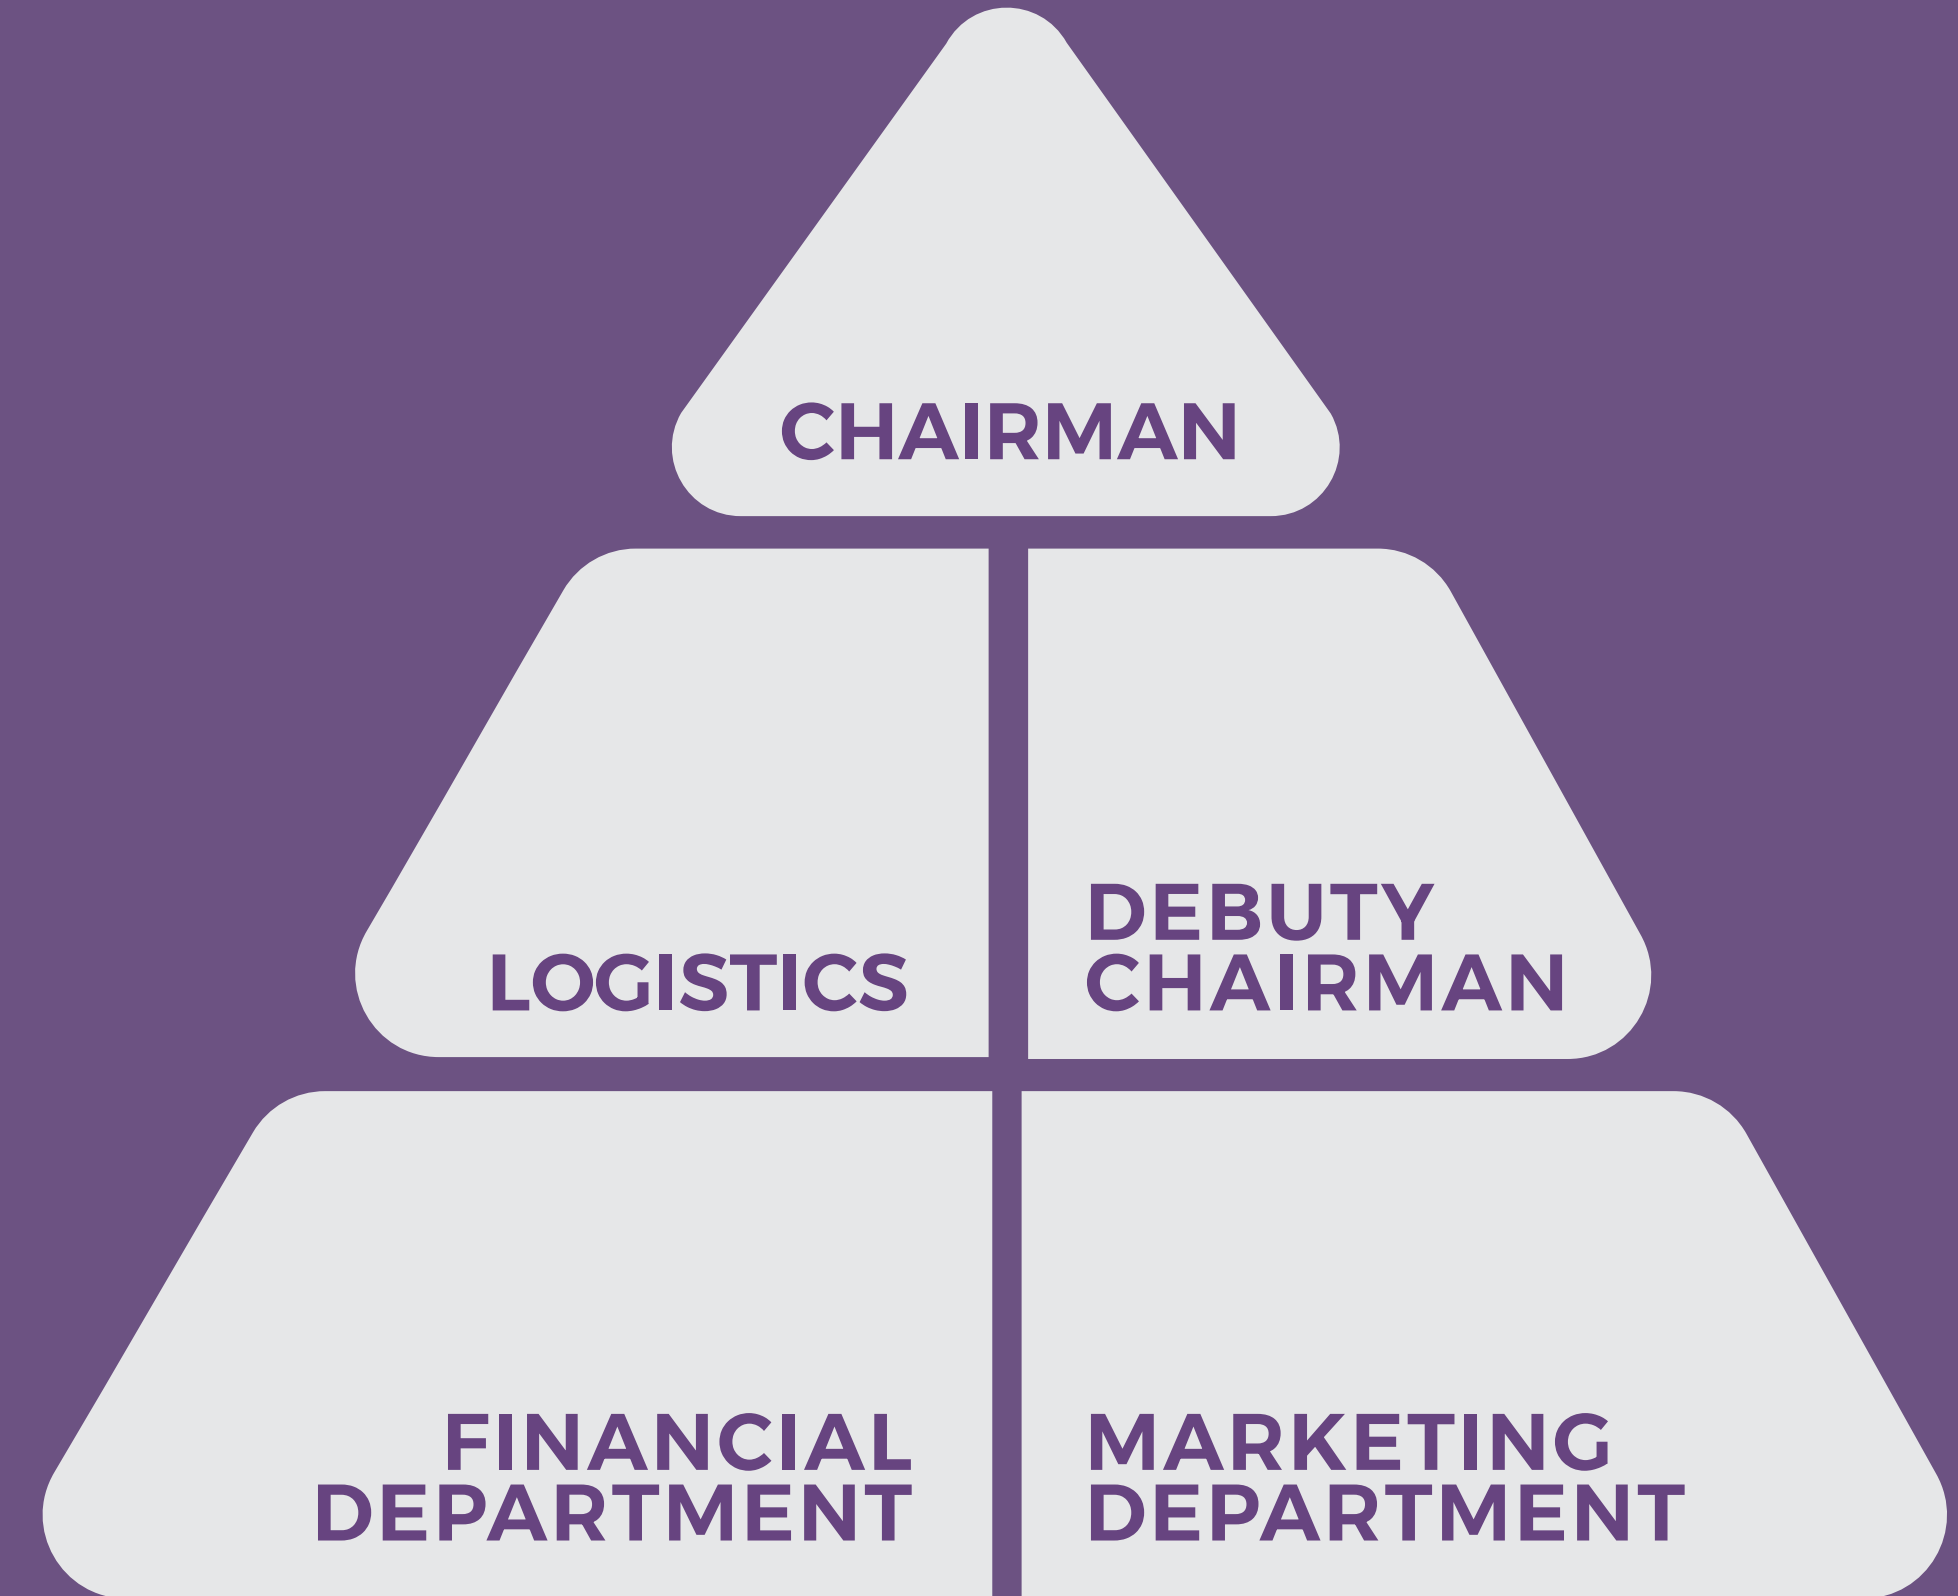 CHAIRMAN
LOGISTICS
DEBUTY
CHAIRMAN
FINANCIAL
DEPARTMENT
MARKETING
DEPARTMENT